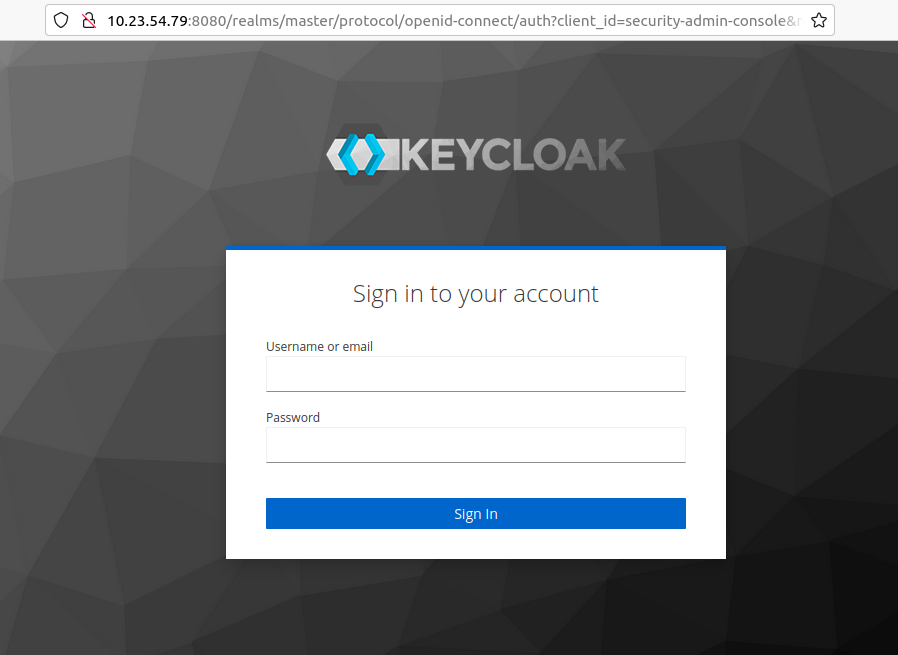 10.23.54.79:8080/realms/master/protocol/openid-connect/auth?client_id=security-admin-console&r
KEYCLOAK
Sign in to your account
Username or email
Password
Sign In